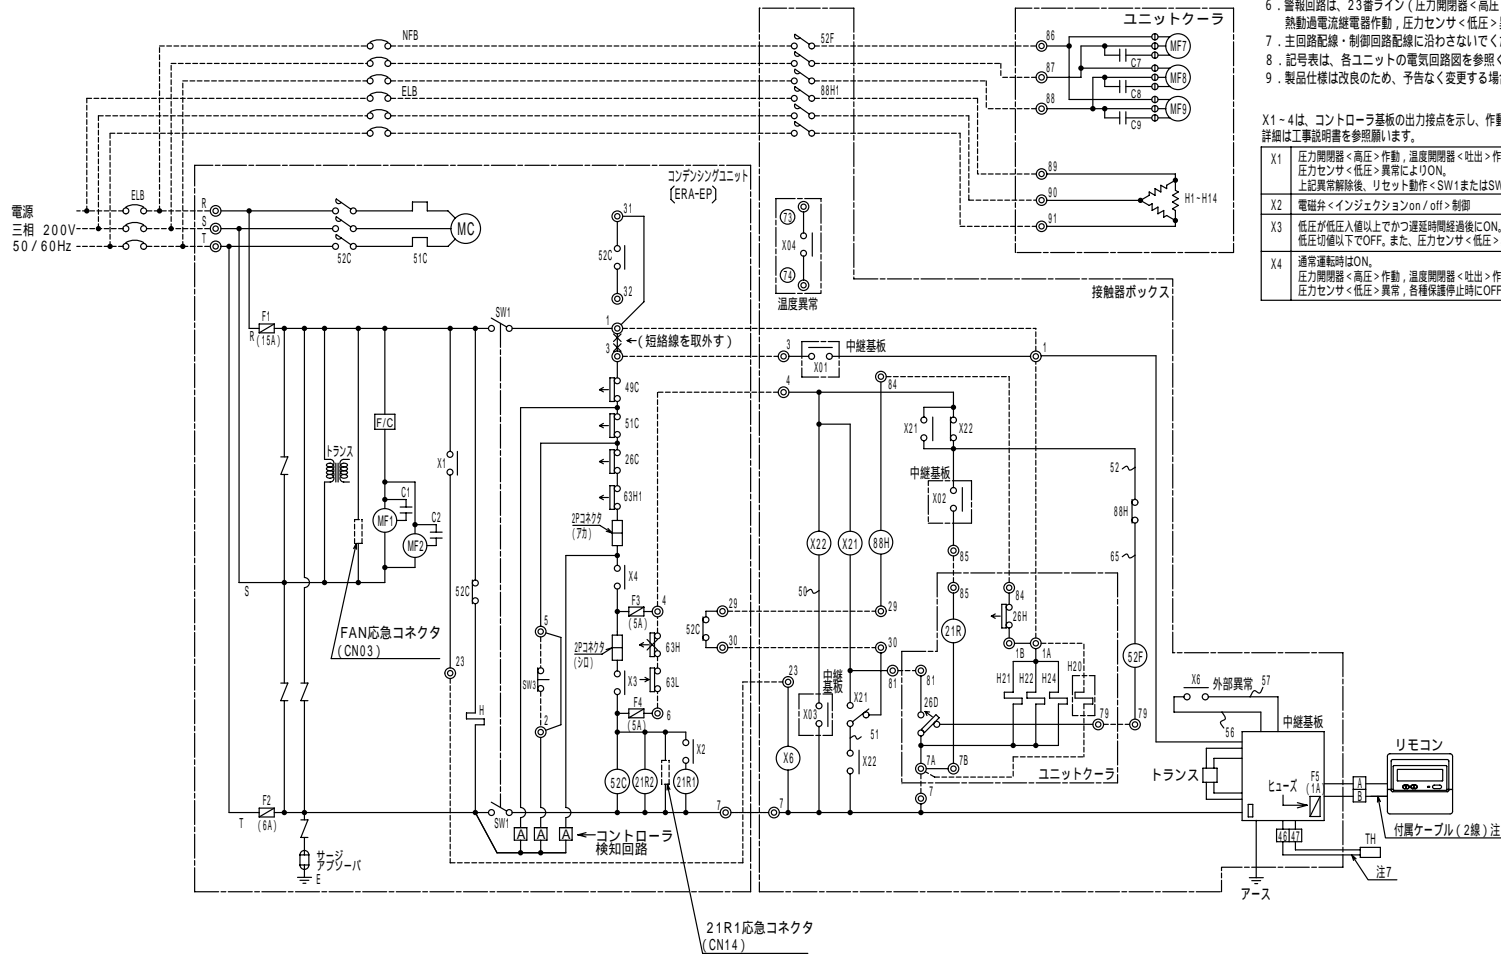 6．警報回路は、23番ライン（圧力開閉器＜高圧
熱動過電流継電器作動，圧力センサ＜低圧＞
7．主回路配線・制御回路配線に沿わさないでく
8．記号表は、各ユニットの電気回路図を参照く
9．製品仕様は改良のため、予告なく変更する場
X1～4は、コントローラ基板の出力接点を示し、作
詳細は工事説明書を参照願います。
X1
圧力開閉器＜高圧＞作動，温度開閉器＜吐出＞作
圧力センサ＜低圧＞異常によりON。
上記異常解除後、リセット動作＜SW1またはSW
X2
電磁弁＜インジェクションon/off＞制御
X3
低圧が低圧入値以上でかつ遅延時間経過後にON。
低圧切値以下でOFF。また、圧力センサ＜低圧＞
X4
通常運転時はON。
圧力開閉器＜高圧＞作動，温度開閉器＜吐出＞作
圧力センサ＜低圧＞異常，各種保護停止時にOFF
NFB
52F
ELB
88H1
ユニットクーラ
86
87
88
MF7
C7
MF8
C8
MF9
C9
89
90
91
H1~H14
電源
三相 200V
50/60Hz
ELB
R
S
T
52C
51C
MC
コンデンシングユニット
(ERA-EP)
31
52C
32
73
X04
74
温度異常
接触器ボックス
F1
R
(15A)
SW1
1
3
←(短絡線を取外す)
49C
51C
26C
63H1
2Pコネクタ
(アカ)
X4
F3
(5A)
4
63H
2Pコネクタ
(シロ)
X3
63L
F4
(5A)
6
X2
52C
21R2
21R1
F/C
トランス
C1
MF1
C2
MF2
X1
S
52C
FAN応急コネクタ
(CN03)
23
5
SW3
2
H
F2
T
(6A)
SW1
A
A
A
コントローラ
検知回路
サージ
アブソーバ
E
21R1応急コネクタ
(CN14)
7
7
3
中継基板
X01
1
4
84
X21
X22
中継基板
X02
85
85
52
88H
65
X22
X21
88H
50
29
29
52C
30
30
23
中継
基板
X03
X21
51
X22
X6
81
81
84
26H
21R
1B
1A
H21
H22
H24
H20
26D
52F
79
79
7A
7B
7
ユニットクーラ
X6
外部異常
57
56
中継基板
トランス
ヒューズ
F5
(1A
A
B
リモコン
付属ケーブル(2線)注
46
47
TH
注7
アース